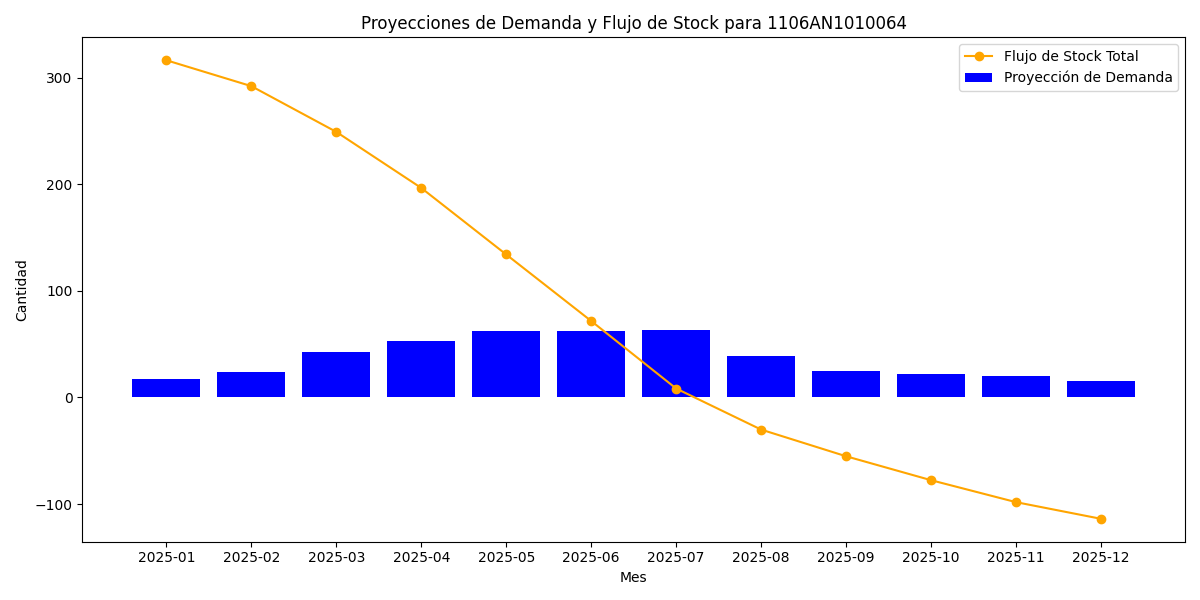 Proyecciones de Demanda y Flujo de Stock para 1106AN1010064
Flujo de Stock Total
Proyección de Demanda
Cantidad
300
200
100
0
−100
2025-01 2025-02 2025-03 2025-04 2025-05 2025-06 2025-07 2025-08 2025-09 2025-10 2025-11 2025-12
Mes